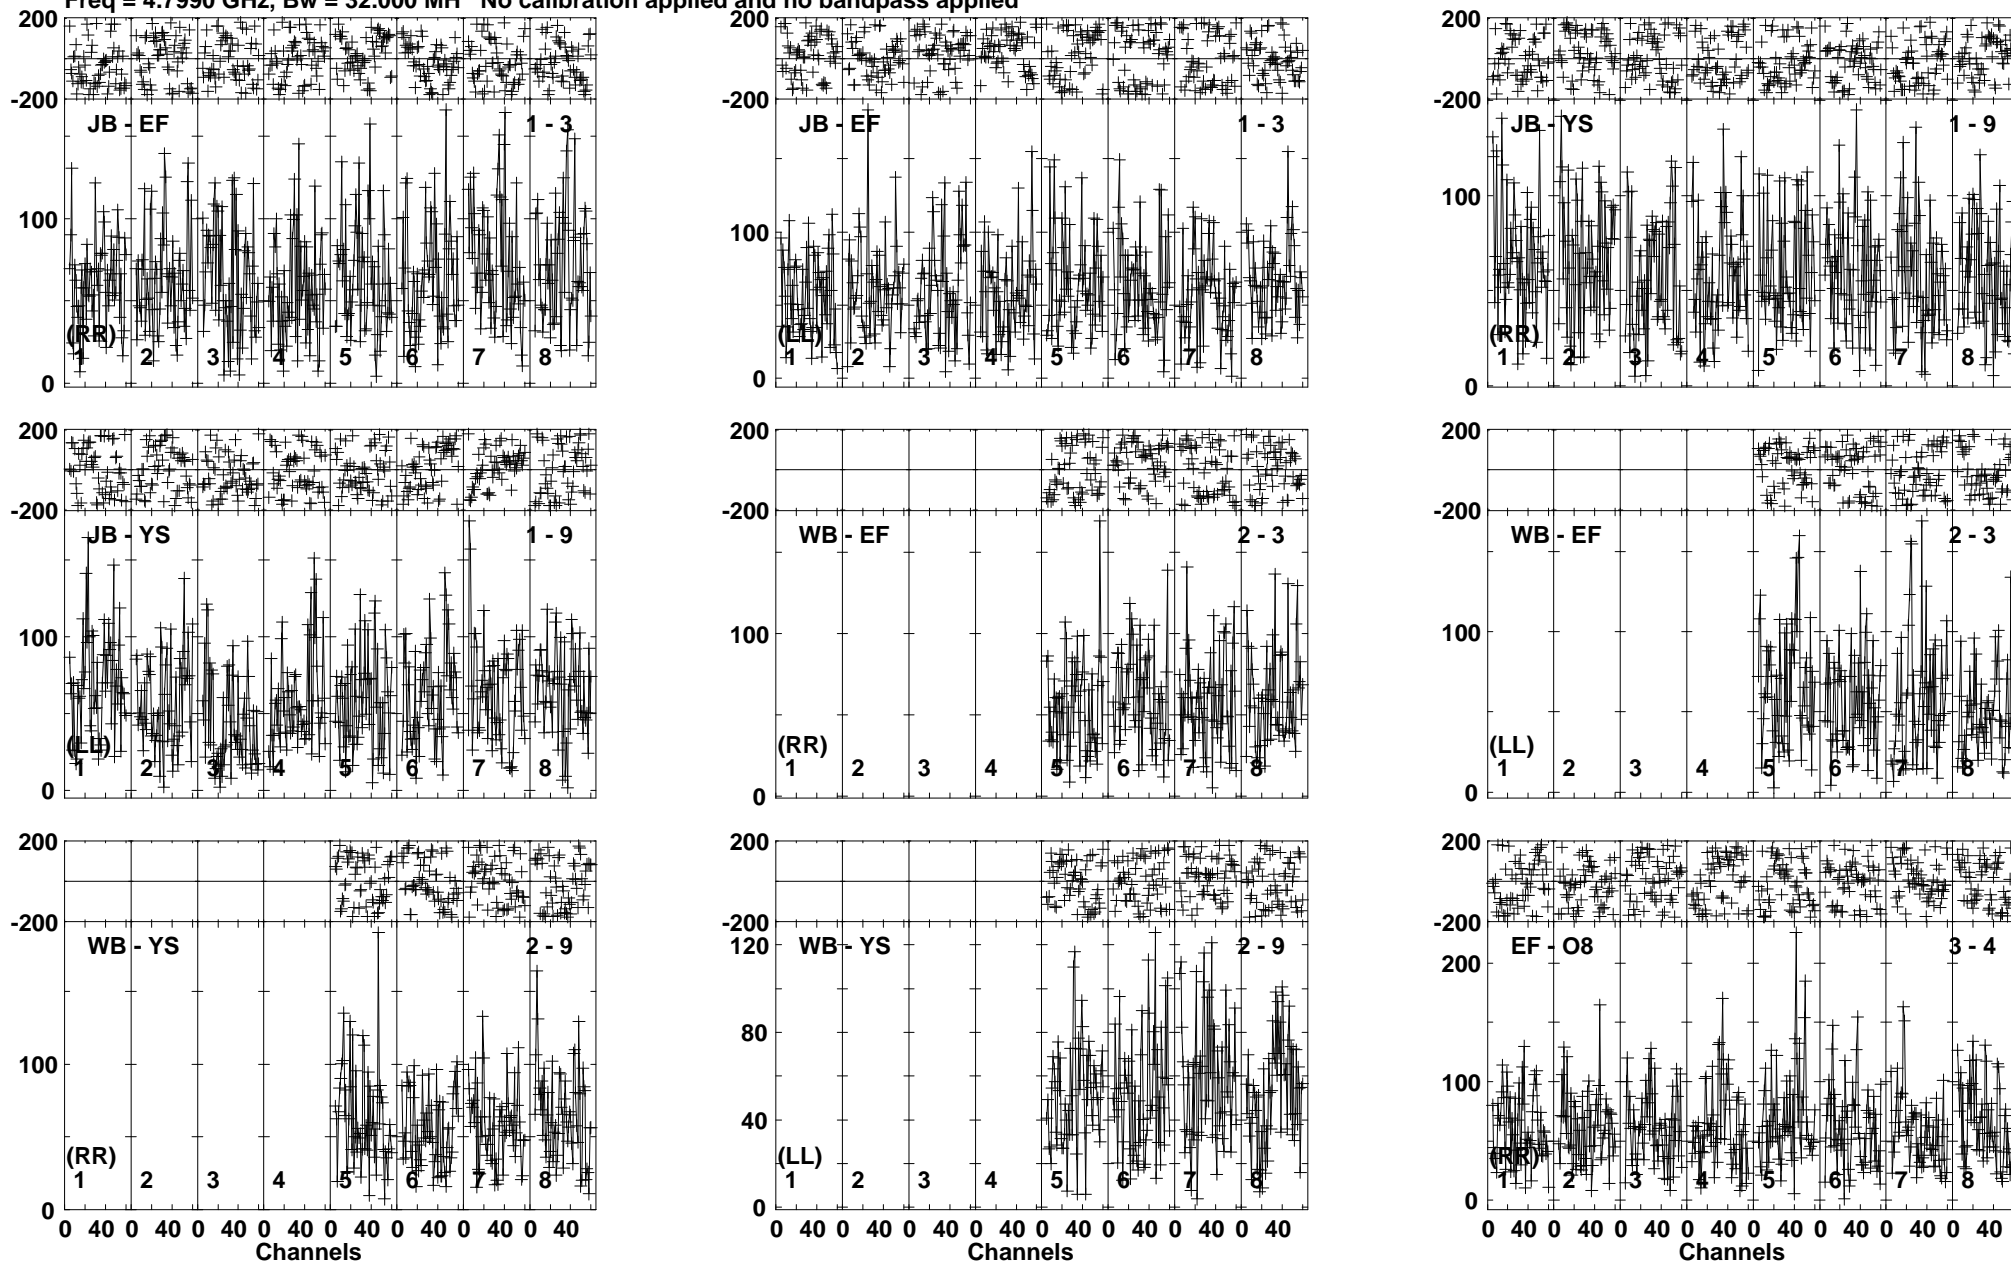 Freq = 4.7990 GHz, Bw = 32.000 MH No calibration applied and no bandpass applied
200 200 200
-200 -200 -200
JB - EF 1 - 3 JB - EF 1 - 3 JB - YS 1 - 9
100 100 100
(RR) (LL) (RR)
1 2 3 4 5 6 7 8 1 2 3 4 5 6 7 8 1 2 3 4 5 6 7 8
0 0 0
200 200 200
-200 -200 -200
JB - YS 1 - 9 WB - EF 2 - 3 WB - EF 2 - 3
100 100 100
(LL) (RR) (LL)
1 2 3 4 5 6 7 8 1 2 3 4 5 6 7 8 1 2 3 4 5 6 7 8
0 0 0
200 200 200
-200 -200 -200
WB - YS 2 - 9 WB - YS 2 - 9 EF - O8 3 - 4
120 200
80
100 100
40
(RR) (LL) (RR)
1 2 3 4 5 6 7 8 1 2 3 4 5 6 7 8 1 2 3 4 5 6 7 8
0 0 0
0 40 0 40 0 40 0 40 0 40 0 40 0 40 0 40 0 40 0 40 0 40 0 40 0 40 0 40 0 40 0 40 0 40 0 40 0 40 0 40 0 40 0 40 0 40 0 40
Channels Channels Channels